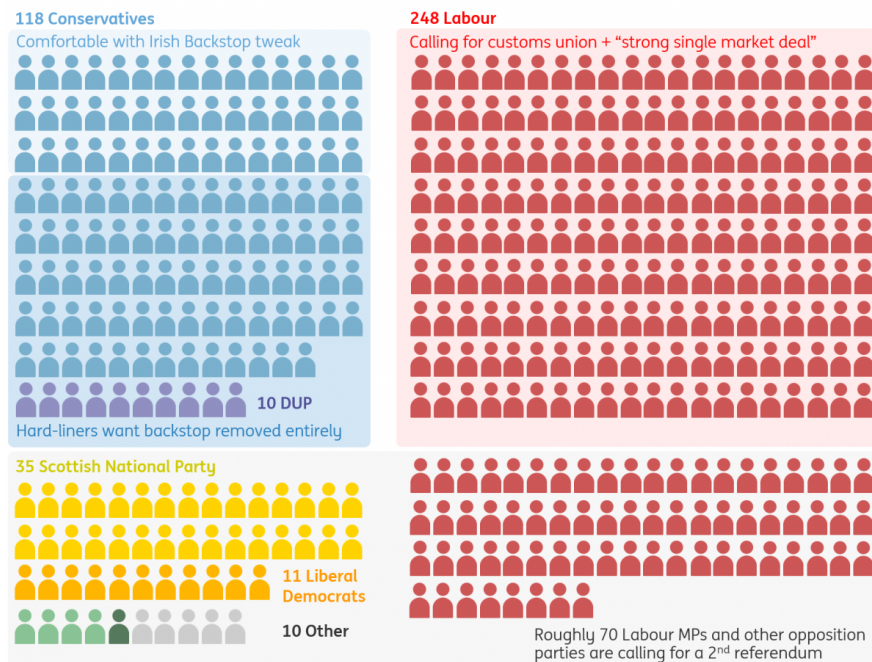 118 Conservatives
Comfortable with Irish Backstop tweak
10 DUP
Hard-liners want backstop removed entirely
248 Labour
Calling for customs union + “strong single market deal”
35 Scottish National Party
11 Liberal
Democrats
10 Other
Roughly 70 Labour MPs and other opposition
parties are calling for a 2nd referendum